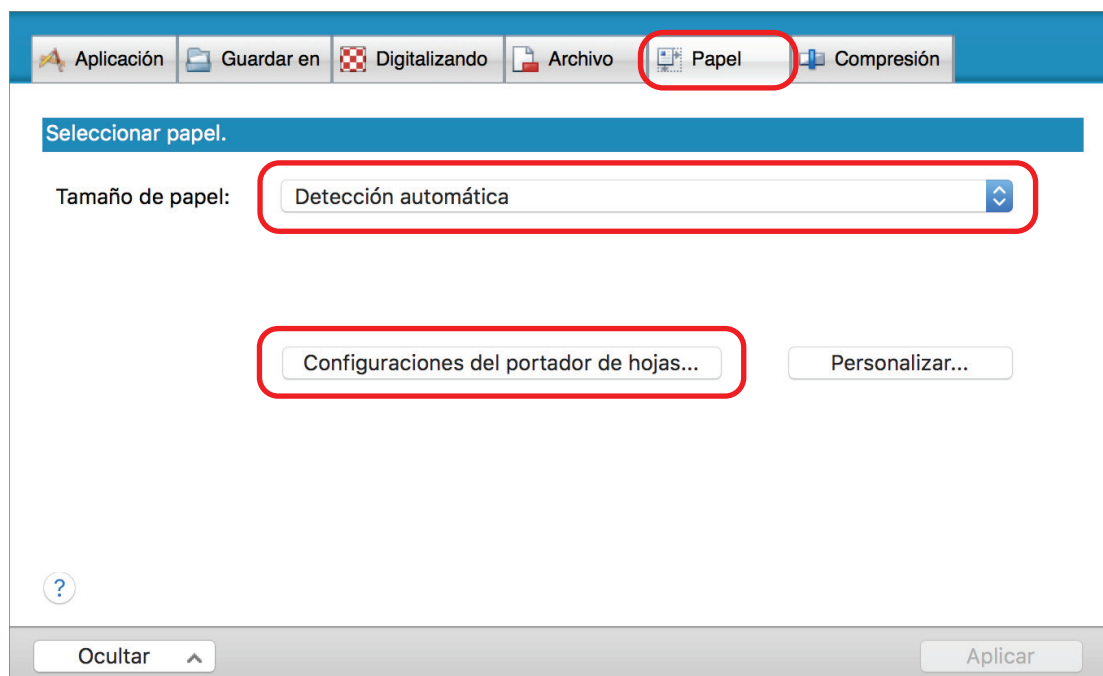 Aplicación Guardar en Digitalizando Archivo Papel Compresión
Seleccionar papel.
Tamaño de papel: Detección automática
Configuraciones del portador de hojas... Personalizar...
?
Ocultar Aplicar